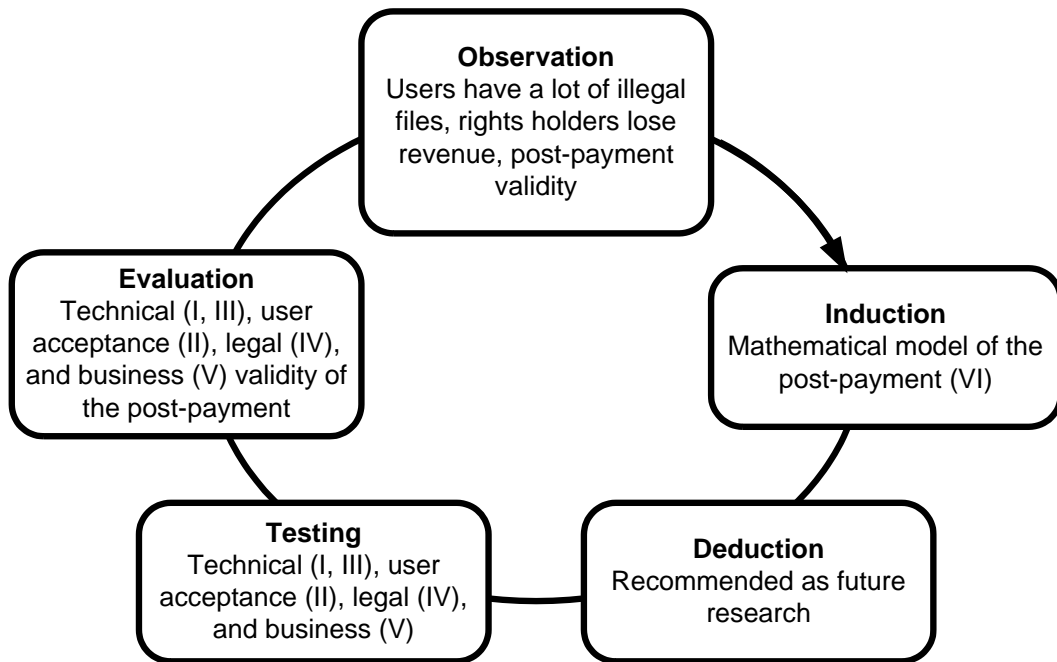 Observation
Users have a lot of illegal
files, rights holders lose
revenue, post-payment
validity
Evaluation
Technical (I, III), user
acceptance (II), legal (IV),
and business (V) validity of
the post-payment
Induction
Mathematical model of the
post-payment (VI)
Testing
Technical (I, III), user
acceptance (II), legal (IV),
and business (V)
Deduction
Recommended as future
research